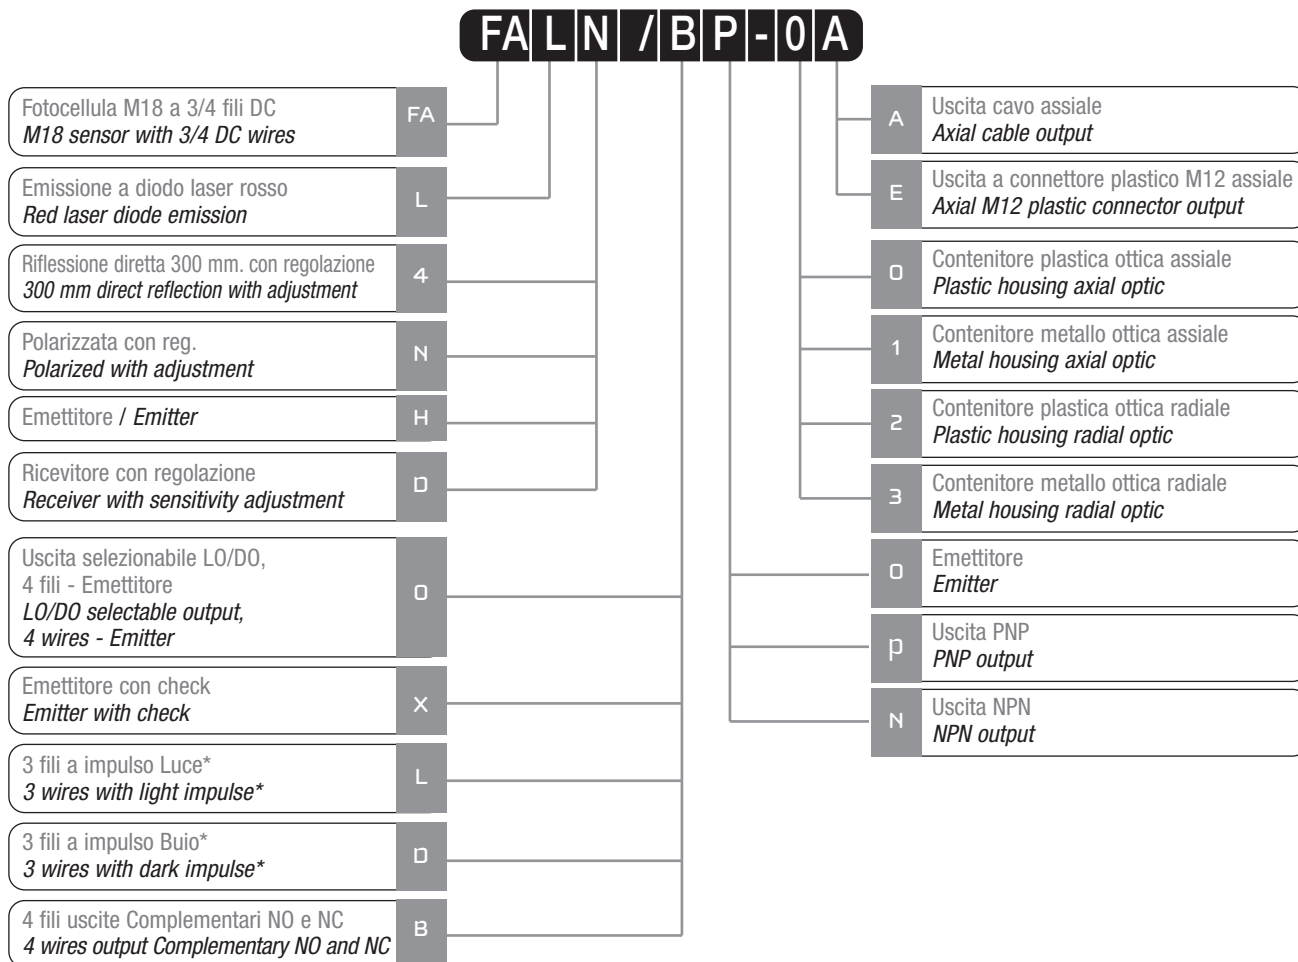 FALN/BP-0A
Fotocellula M18 a 3/4 fili DC
M18 sensor with 3/4 DC wires
FA
Emissione a diodo laser rosso
Red laser diode emission
L
Riflessione diretta 300 mm. con regolazione
300 mm direct reflection with adjustment
4
Polarizzata con reg.
Polarized with adjustment
N
Emettitore / Emitter
H
Ricevitore con regolazione
Receiver with sensitivity adjustment
D
Uscita selezionabile LO/DO,
4 fili - Emettitore
LO/DO selectable output,
4 wires - Emitter
0
Emettitore con check
Emitter with check
X
3 fili a impulso Luce*
3 wires with light impulse*
L
3 fili a impulso Buio*
3 wires with dark impulse*
D
4 fili uscite Complementari NO e NC
4 wires output Complementary NO and NC
B
A
Uscita cavo assiale
Axial cable output
E
Uscita a connettore plastico M12 assiale
Axial M12 plastic connector output
0
Contenitore plastica ottica assiale
Plastic housing axial optic
1
Contenitore metallo ottica assiale
Metal housing axial optic
2
Contenitore plastica ottica radiale
Plastic housing radial optic
3
Contenitore metallo ottica radiale
Metal housing radial optic
0
Emettitore
Emitter
p
Uscita PNP
PNP output
N
Uscita NPN
NPN output